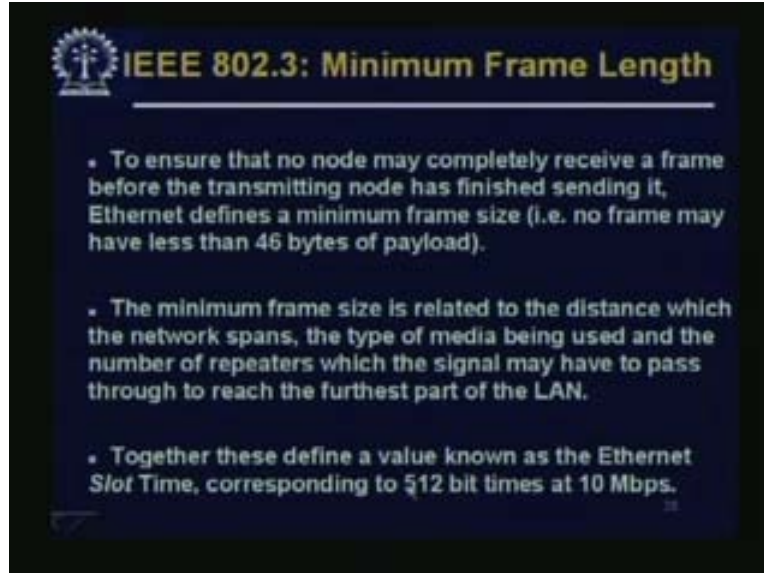 IEEE 802.3: Minimum Frame Length
. To ensure that no node may completely receive a frame
before the transmitting node has finished sending it,
Ethernet defines a minimum frame size (i.e. no frame may
have less than 46 bytes of payload).
. The minimum frame size is related to the distance which
the network spans, the type of media being used and the
number of repeaters which the signal may have to pass
through to reach the furthest part of the LAN.
. Together these define a value known as the Ethernet
Slot Time, corresponding to 512 bit times at 10 Mbps.